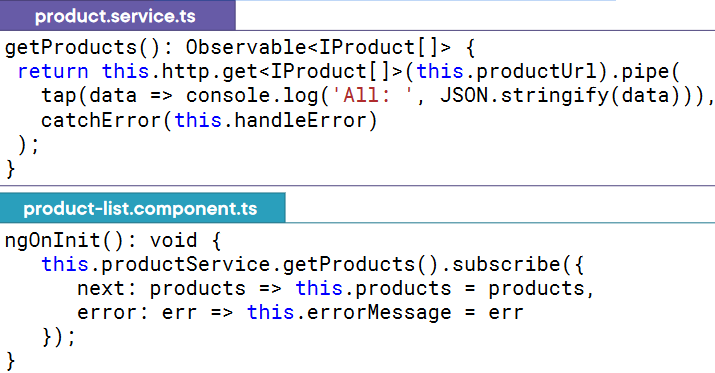 product.service.ts
getProducts(): Observable<IProduct[]> {
 return this.http.get<IProduct[]>(this.productUrl).pipe(
   tap(data => console.log('All: ', JSON.stringify(data))),
   catchError(this.handleError)
 );
}
product-list.component.ts
ngOnInit(): void {
   this.productService.getProducts().subscribe({
      next: products => this.products = products,
      error: err => this.errorMessage = err
   });
}